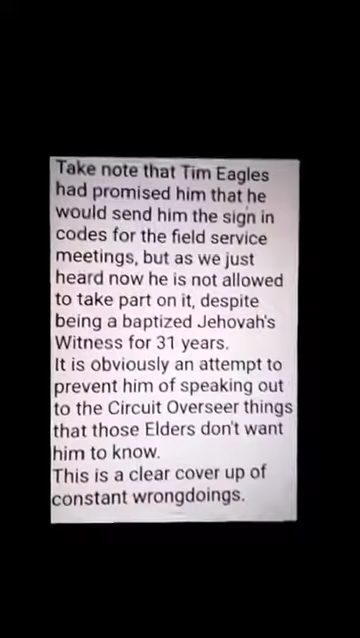 Take note that Tim Eagles
had promised him that he
would send him the sign in
codes for the field service
meetings, but as we just
heard now he is not allowed
to take part on it, despite
being a baptized Jehovah's
Witness for 31 years.
It is obviously an attempt to
prevent him of speaking out
to the Circuit Overseer things
that those Elders don't want
him to know.
This is a clear cover up of
constant wrongdoings.